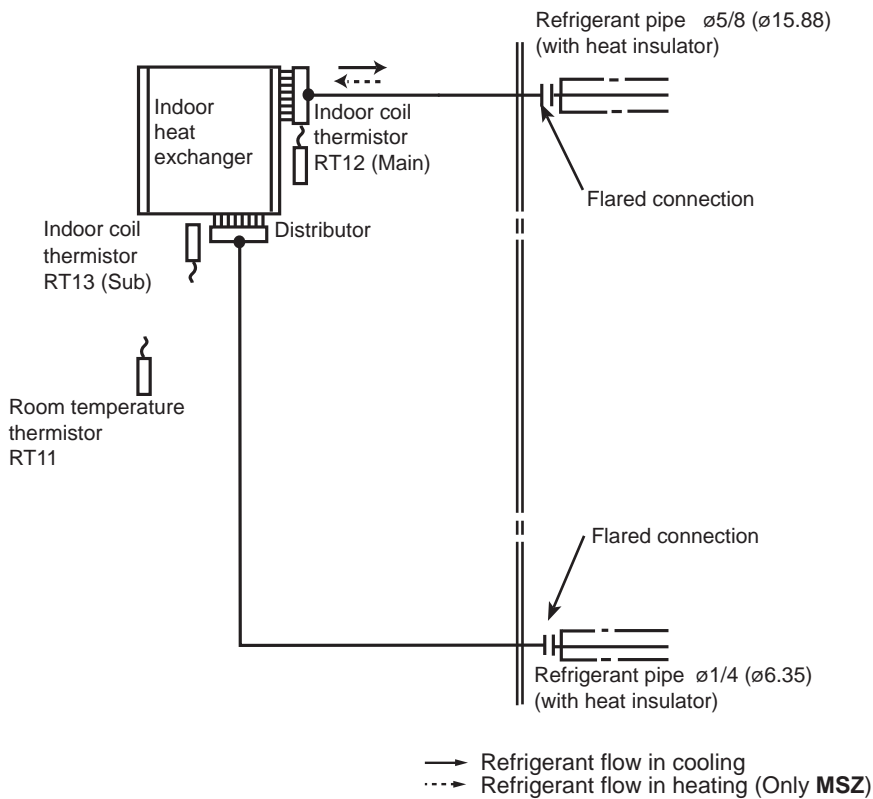 Refrigerant pipe ø5/8 (ø15.88)
(with heat insulator)
Indoor
heat
exchanger
Indoor coil
thermistor
RT12 (Main)
Flared connection
Indoor coil
thermistor
RT13 (Sub)
Distributor
Room temperature
thermistor
RT11
Flared connection
Refrigerant pipe ø1/4 (ø6.35)
(with heat insulator)
Refrigerant flow in cooling
Refrigerant flow in heating (Only MSZ)